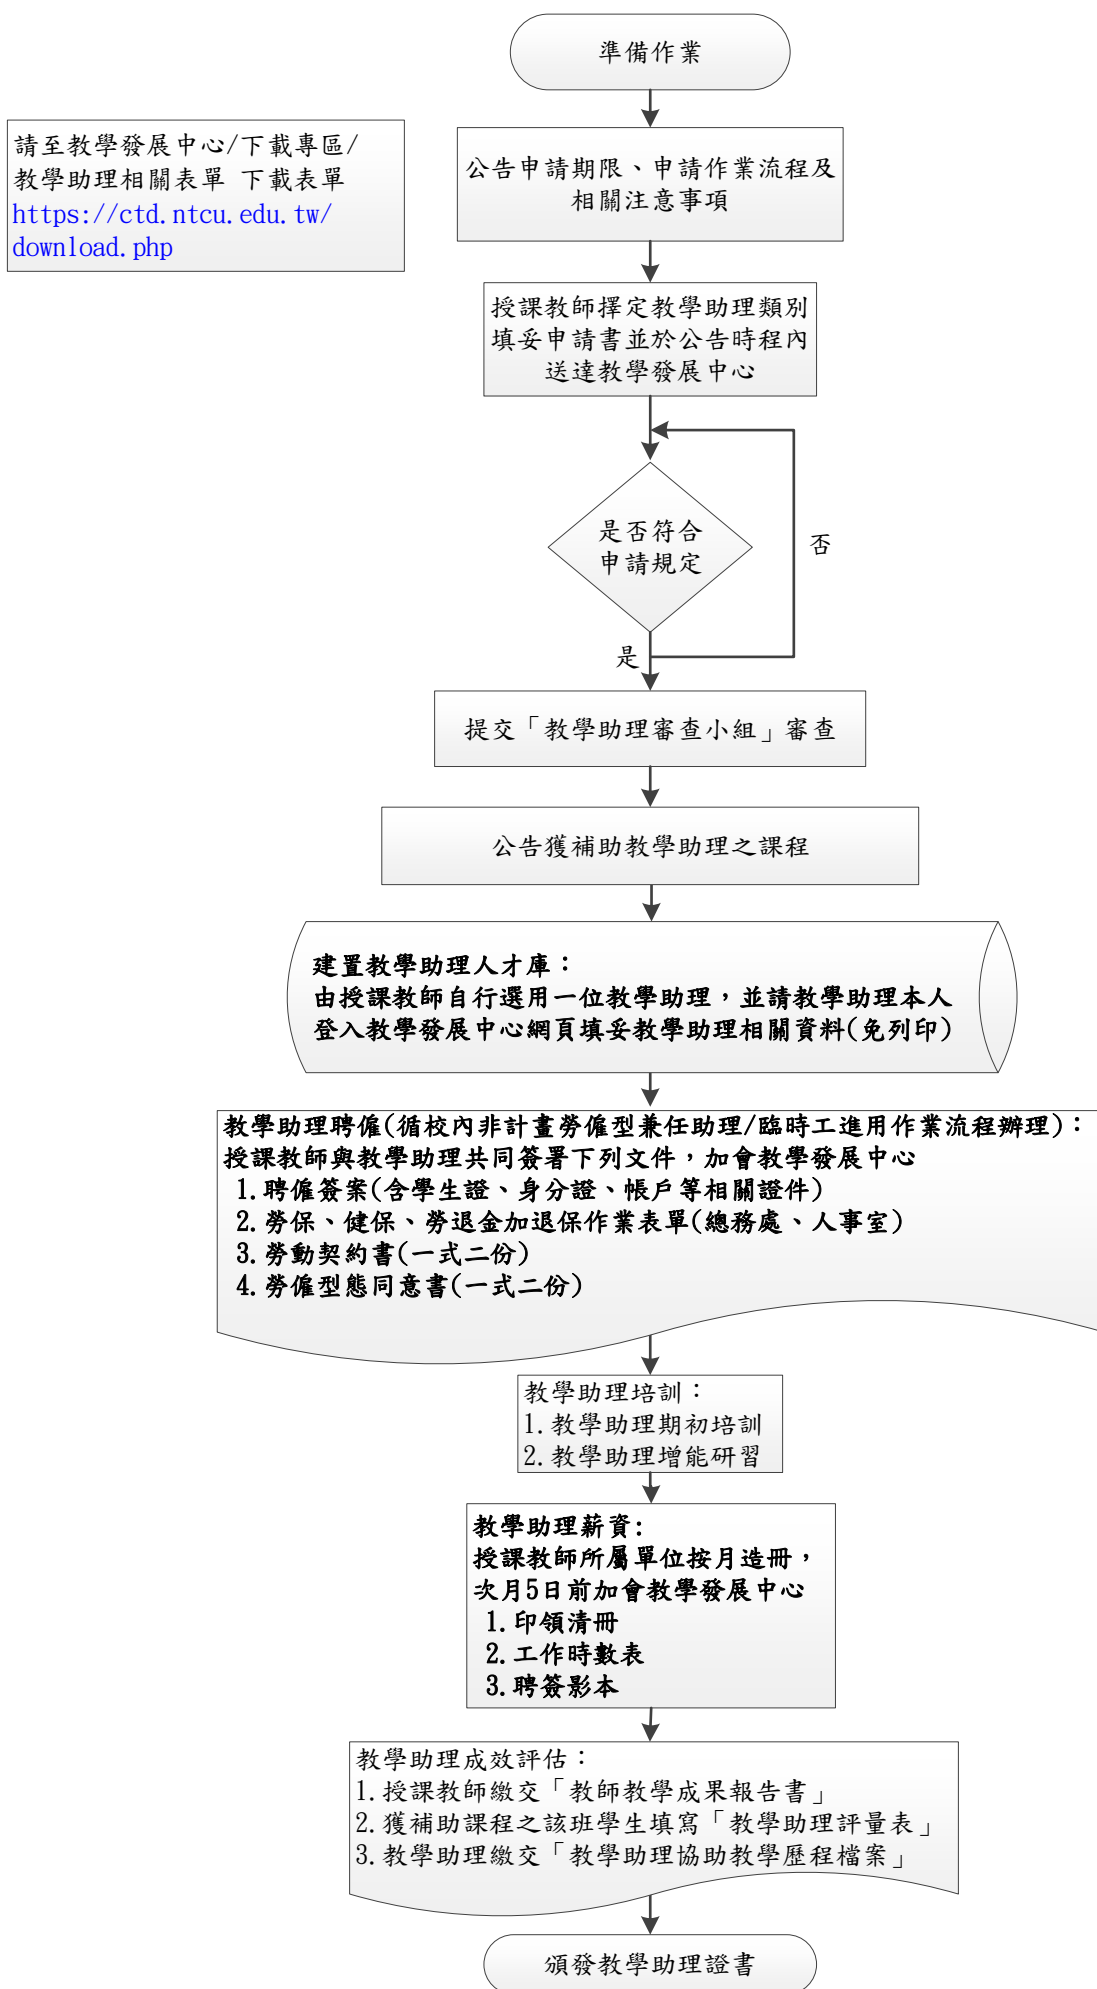 準備作業
請至教學發展中心/下載專區/
教學助理相關表單 下載表單
https://ctd.ntcu.edu.tw/
download.php
公告申請期限、申請作業流程及
相關注意事項
授課教師擇定教學助理類別
填妥申請書並於公告時程內
送達教學發展中心
是否符合
申請規定
否
是
提交「教學助理審查小組」審查
公告獲補助教學助理之課程
建置教學助理人才庫：
由授課教師自行選用一位教學助理，並請教學助理本人
登入教學發展中心網頁填妥教學助理相關資料(免列印)
教學助理聘僱(循校內非計畫勞僱型兼任助理/臨時工進用作業流程辦理)：
授課教師與教學助理共同簽署下列文件，加會教學發展中心
1.聘僱簽案(含學生證、身分證、帳戶等相關證件)
2.勞保、健保、勞退金加退保作業表單(總務處、人事室)
3.勞動契約書(一式二份)
4.勞僱型態同意書(一式二份)
教學助理培訓：
1.教學助理期初培訓
2.教學助理增能研習
教學助理薪資:
授課教師所屬單位按月造冊，
次月5日前加會教學發展中心
1.印領清冊
2.工作時數表
3.聘簽影本
教學助理成效評估：
1.授課教師繳交「教師教學成果報告書」
2.獲補助課程之該班學生填寫「教學助理評量表」
3.教學助理繳交「教學助理協助教學歷程檔案」
頒發教學助理證書